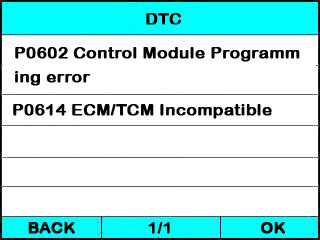 DTC
P0602 Control Module Programm
ing error
P0614 ECM/TCM Incompatible
BACK 1/1 OK